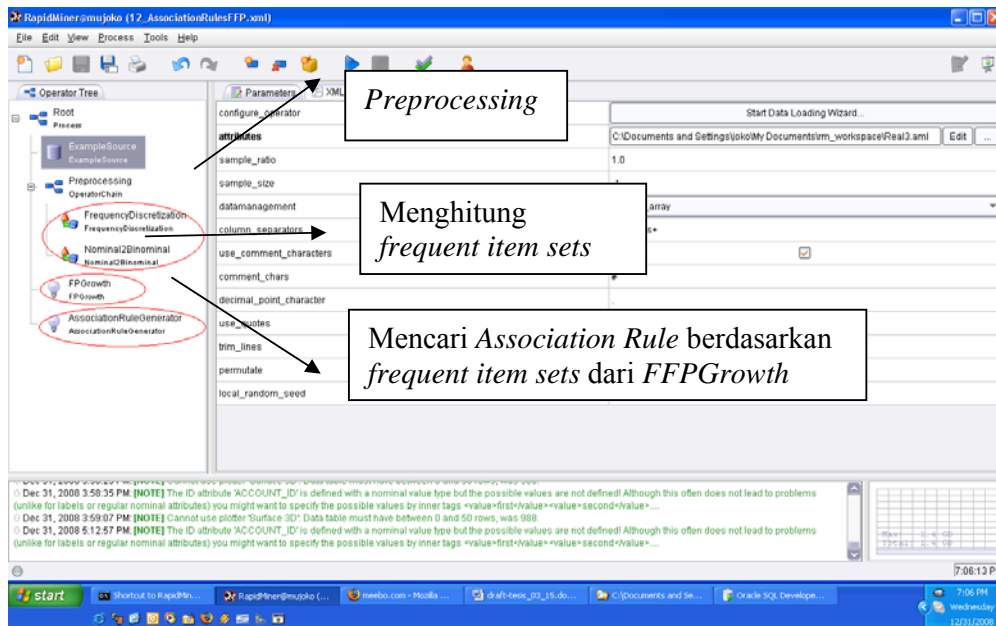 RapidMiner@mujoko (12_AssociationRulesFFP.xml)
File Edit View Process Tools Help
Operator Tree
Parameters
XML
Root
Process
ExampleSource
ExampleSource
Preprocessing
OperatorChain
FrequencyDiscretization
FrequencyDiscretization
Nominal2Binominal
Nominal2Binominal
FPGrowth
FPGrowth
AssociationRuleGenerator
AssociationRuleGenerator
configure_operator
Start Data Loading Wizard...
attributes
C:\Documents and Settings\joko\My Documents\rm_workspace\Real3.aml
Edit
...
sample_ratio
1.0
sample_size
datamanagement
_array
column_separators
use_comment_characters
comment_chars
#
decimal_point_character
.
use_quotes
trim_lines
permutate
local_random_seed
Preprocessing
Menghitung
frequent item sets
Mencari Association Rule berdasarkan
frequent item sets dari FFPGrowth
Dec 31, 2008 3:58:35 PM: [NOTE] The ID attribute 'ACCOUNT_ID' is defined with a nominal value type but the possible values are not defined! Although this often does not lead to problems
(unlike for labels or regular nominal attributes) you might want to specify the possible values by inner tags <value>first</value><value>second</value>....
Dec 31, 2008 3:59:07 PM: [NOTE] Cannot use plotter 'Surface 3D': Data table must have between 0 and 50 rows, was 988.
Dec 31, 2008 6:12:57 PM: [NOTE] The ID attribute 'ACCOUNT_ID' is defined with a nominal value type but the possible values are not defined! Although this often does not lead to problems
(unlike for labels or regular nominal attributes) you might want to specify the possible values by inner tags <value>first</value><value>second</value>....
7:06:13 P
start
Shortcut to RapidMin...
RapidMiner@mujoko (...
meebo.com - Mozilla ...
draft-tesis_03_15.do...
C:\Documents and Se...
Oracle SQL Develope...
7:06 PM
Wednesday
12/31/2008